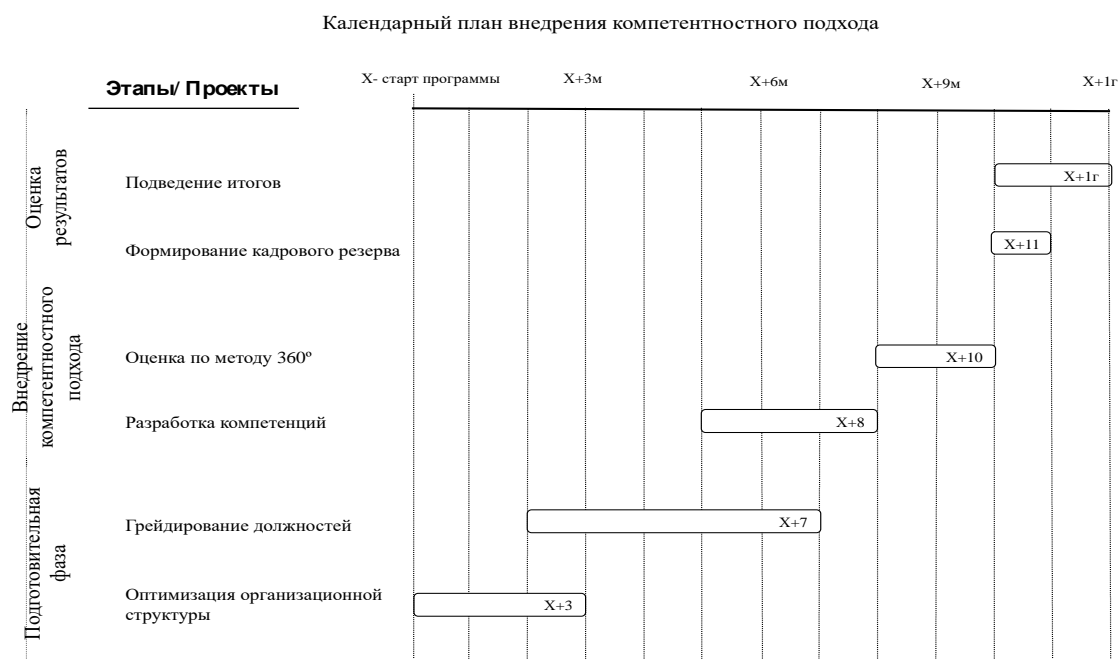 Календарный план внедрения компетентностного подхода
Этапы/ Проекты
X- старт программы
X+3м
X+6м
X+9м
X+1г
Оценка
результатов
Подведение итогов
X+1г
Формирование кадрового резерва
X+11
Внедрение
компетентностного
подхода
Оценка по методу 360º
X+10
Разработка компетенций
X+8
Подготовительная
фаза
Грейдирование должностей
X+7
Оптимизация организационной
структуры
X+3